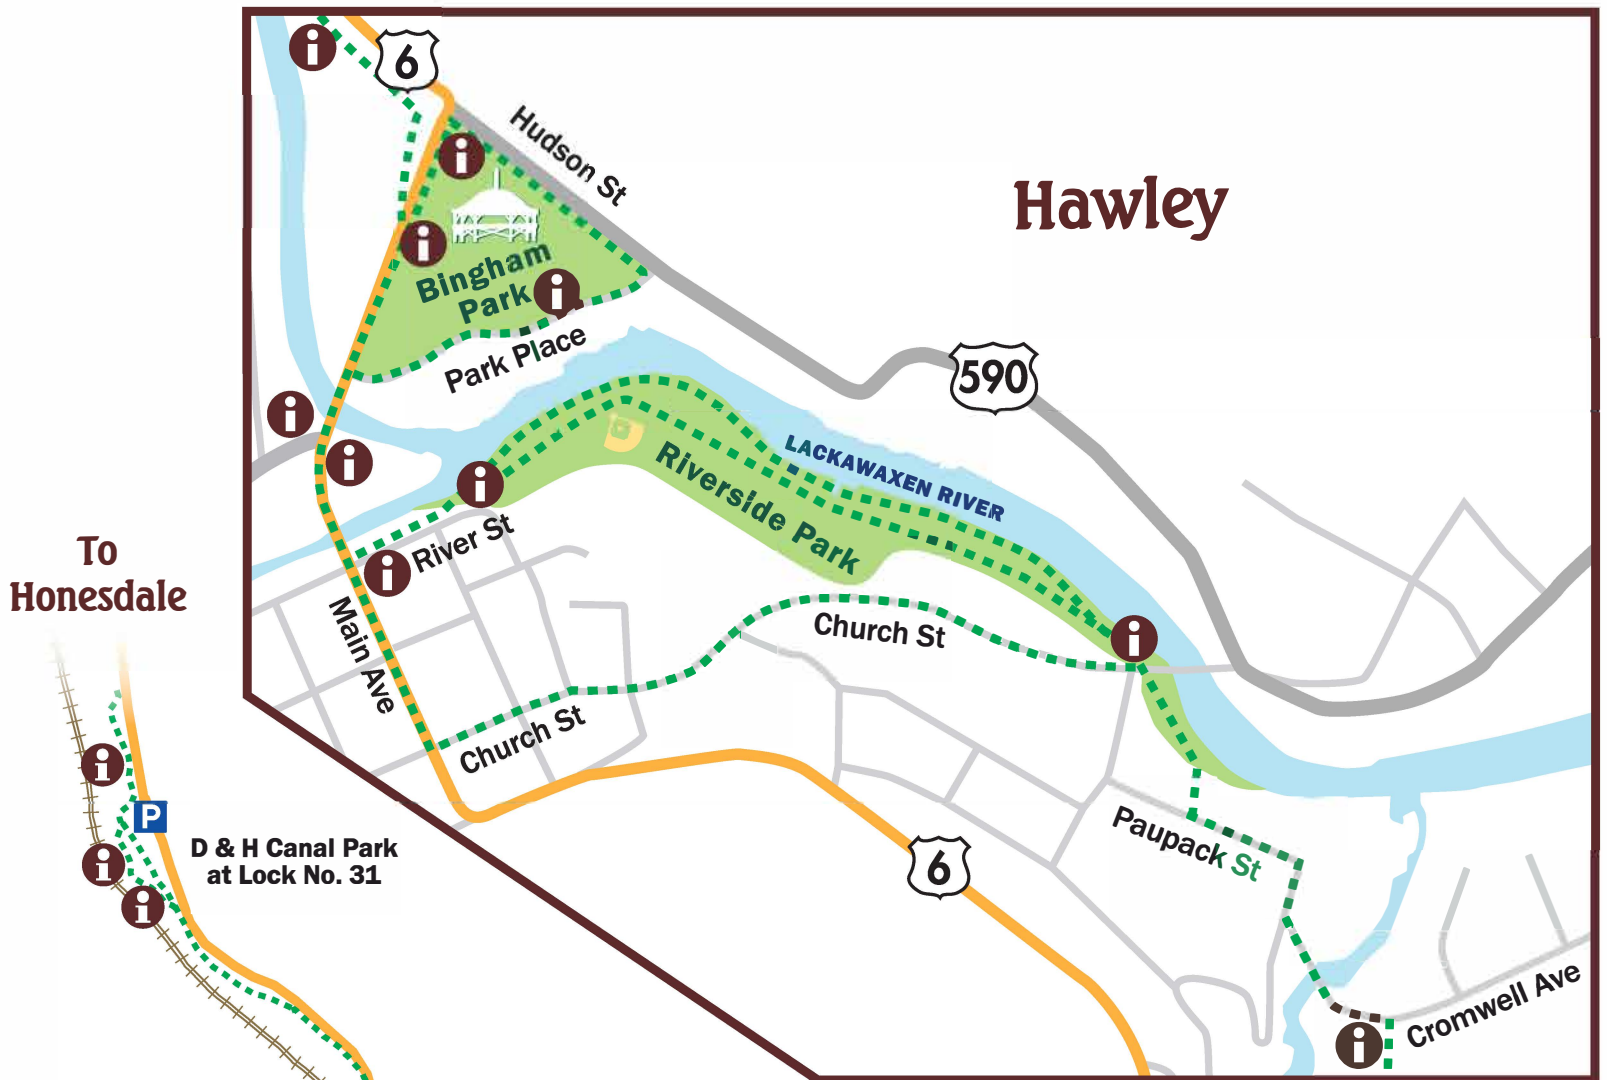 6
Hudson St
Hawley
Bingham
Park
Park Place
590
LACKAWAXEN RIVER
Riverside Park
River St
To
Honesdale
Main Ave
Church St
Church St
P
D & H Canal Park
at Lock No. 31
Paupack St
6
Cromwell Ave
i
i
i
i
i
i
i
i
i
i
i
i
i